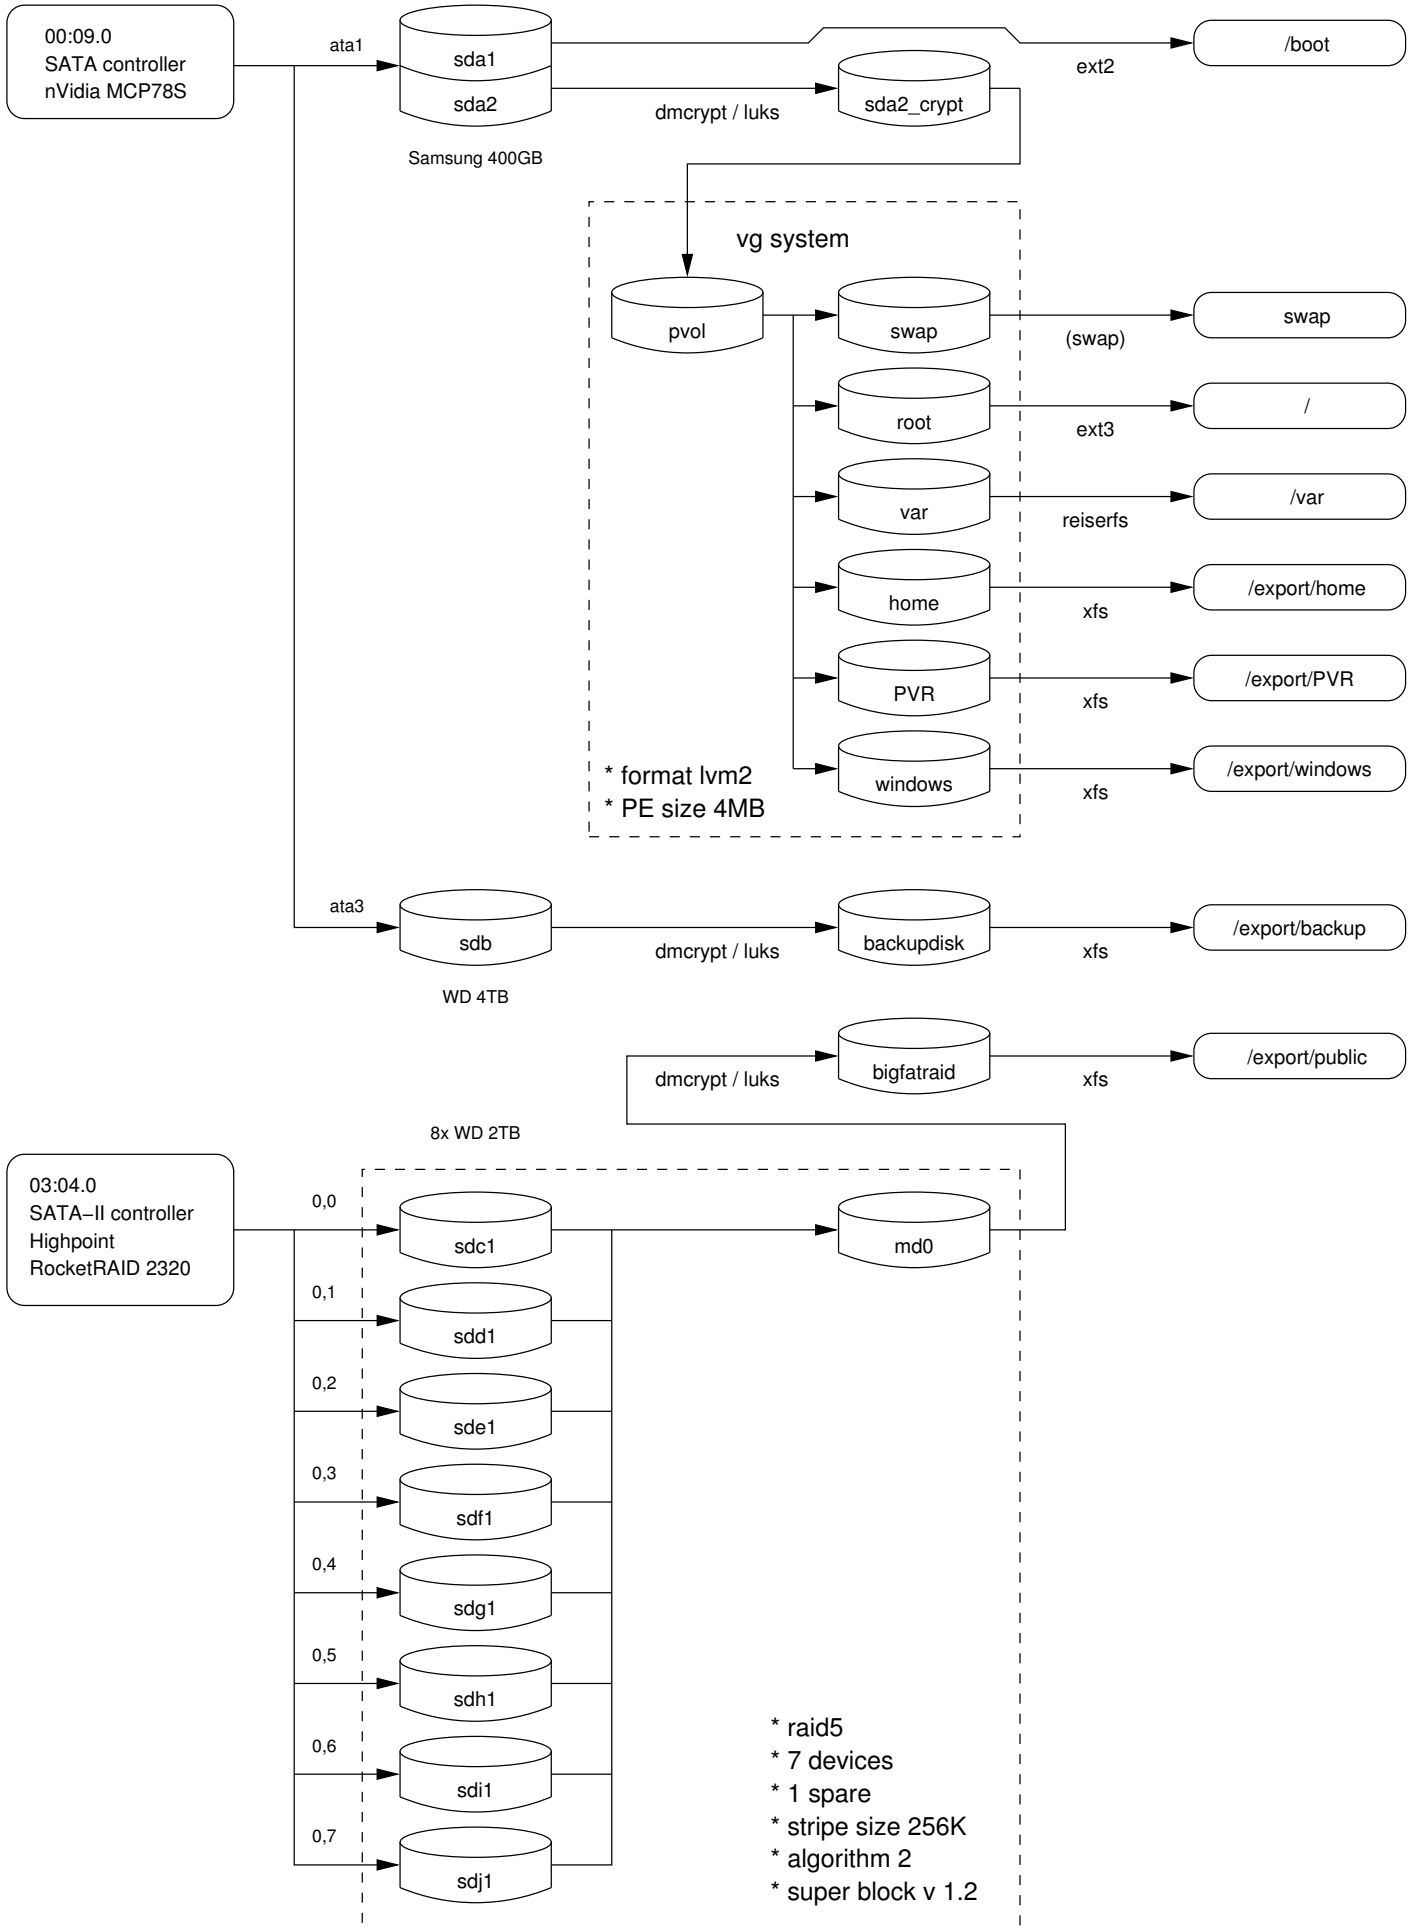 00:09.0
SATA controller
nVidia MCP78S
ata1
sda1
sda2
Samsung 400GB
ext2
/boot
dmcrypt / luks
sda2_crypt
vg system
pvol
swap
(swap)
swap
root
ext3
/
var
reiserfs
/var
home
xfs
/export/home
PVR
xfs
/export/PVR
windows
xfs
/export/windows
* format lvm2
* PE size 4MB
ata3
sdb
WD 4TB
dmcrypt / luks
backupdisk
xfs
/export/backup
dmcrypt / luks
bigfatraid
xfs
/export/public
8x WD 2TB
03:04.0
SATA−II controller
Highpoint
RocketRAID 2320
0,0
sdc1
md0
0,1
sdd1
0,2
sde1
0,3
sdf1
0,4
sdg1
0,5
sdh1
0,6
sdi1
0,7
sdj1
* raid5
* 7 devices
* 1 spare
* stripe size 256K
* algorithm 2
* super block v 1.2